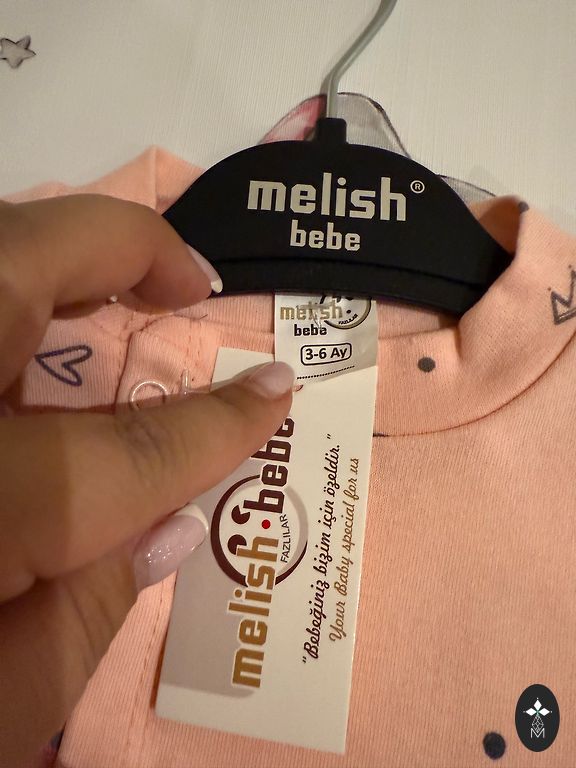 melish®
bebe
melish
bebe
FAZLILAR
3-6 Ay
melish•bebe
FAZLILAR
"Bebeğiniz bizim için özeldir."
Your Baby special for us
M